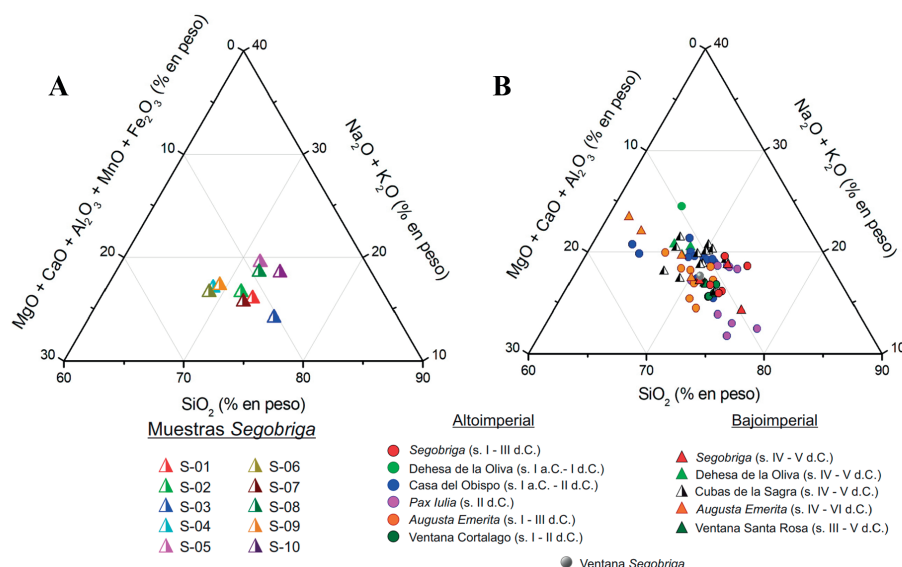 A
B
0
40
0
40
MgO + CaO + Al2O3 + MnO + Fe2O3 (% en peso)
Na2O + K2O (% en peso)
MgO + CaO + Al2O3 (% en peso)
Na2O + K2O (% en peso)
10
30
10
30
20
20
20
20
30
10
30
10
60
70
80
90
60
70
80
90
SiO2 (% en peso)
SiO2 (% en peso)
Muestras Segobriga
S-01
S-06
S-02
S-07
S-03
S-08
S-04
S-09
S-05
S-10
Altoimperial
Segobriga (s. I - III d.C.)
Dehesa de la Oliva (s. I a.C.- I d.C.)
Casa del Obispo (s. I a.C. - II d.C.)
Pax Iulia (s. II d.C.)
Augusta Emerita (s. I - III d.C.)
Ventana Cortalago (s. I - II d.C.)
Bajoimperial
Segobriga (s. IV - V d.C.)
Dehesa de la Oliva (s. IV - V d.C.)
Cubas de la Sagra (s. IV - V d.C.)
Augusta Emerita (s. IV - VI d.C.)
Ventana Santa Rosa (s. III - V d.C.)
Ventana Segobriga